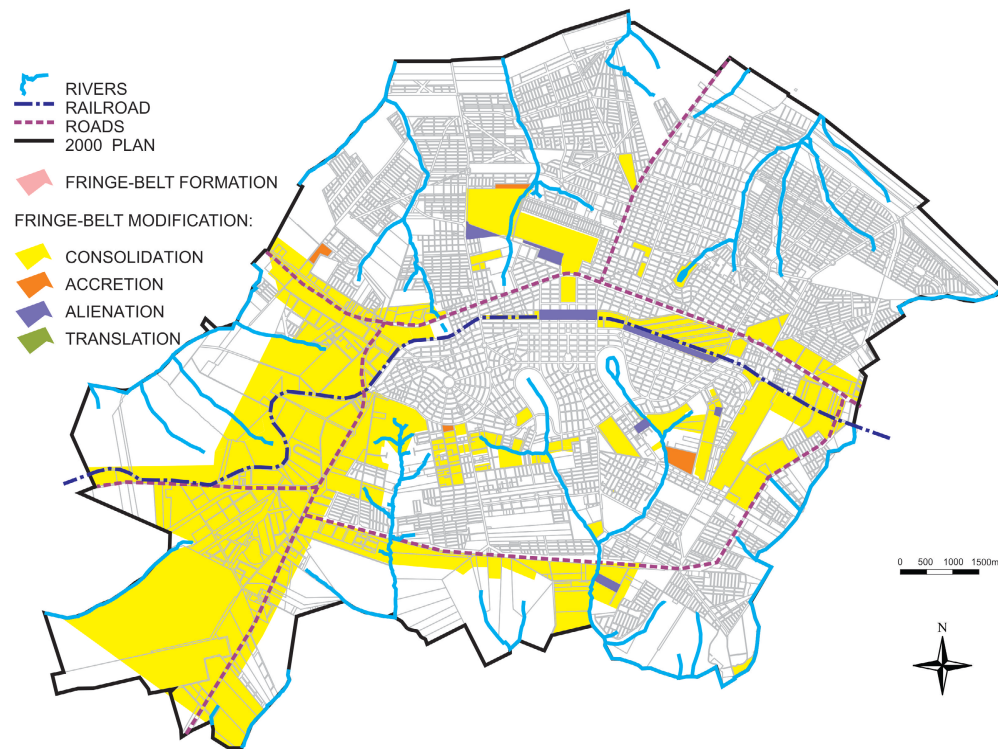 RIVERS
RAILROAD
ROADS
2000 PLAN
FRINGE-BELT FORMATION
FRINGE-BELT MODIFICATION:
CONSOLIDATION
ACCRETION
ALIENATION
TRANSLATION
0 500 1000 1500m
N